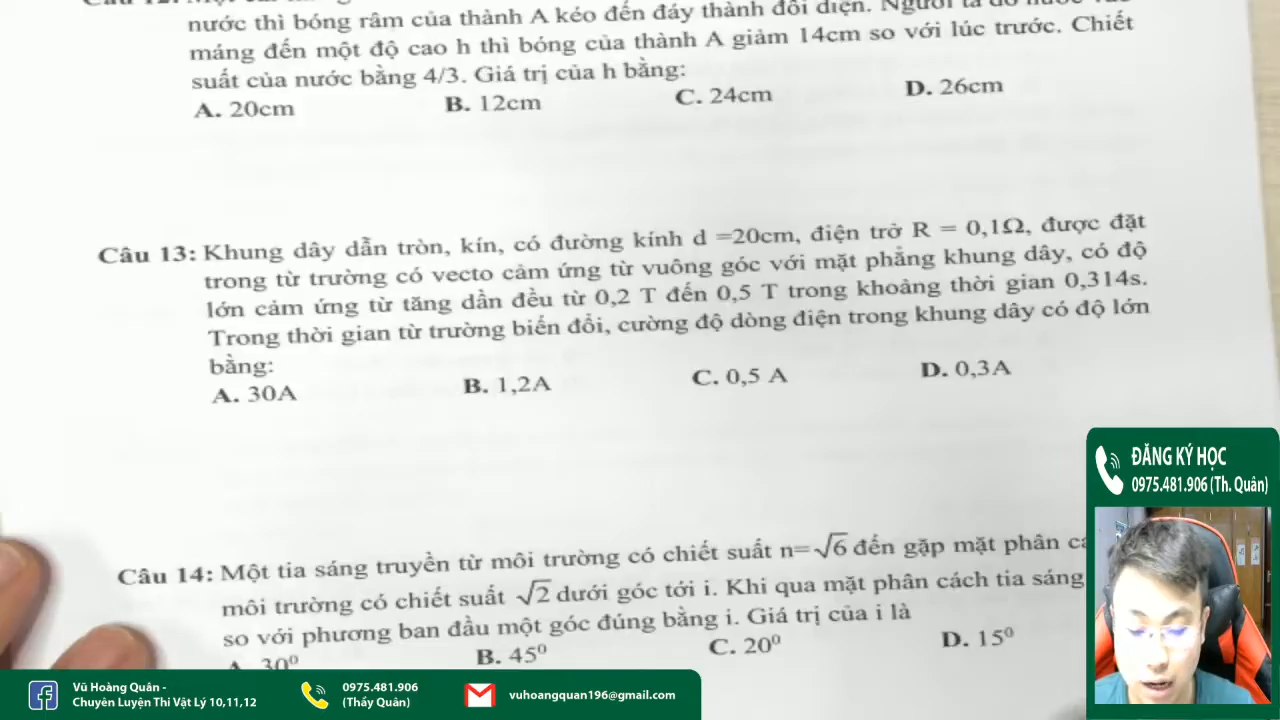 nước thì bóng râm của thành A kéo đến đáy thành đối diện. Người ta đổ nước
máng đến một độ cao h thì bóng của thành A giảm 14cm so với lúc trước. Chiết
suất của nước bằng 4/3. Giá trị của h bằng:
A. 20cm B. 12cm C. 24cm D. 26cm
Câu 13: Khung dây dẫn tròn, kín, có đường kính d =20cm, điện trở R = 0,1Ω, được đặt
trong từ trường có vecto cảm ứng từ vuông góc với mặt phẳng khung dây, có độ
lớn cảm ứng từ tăng dần đều từ 0,2 T đến 0,5 T trong khoảng thời gian 0,314s.
Trong thời gian từ trường biến đổi, cường độ dòng điện trong khung dây có độ lớn
bằng:
A. 30A B. 1,2A C. 0,5 A D. 0,3A
Câu 14: Một tia sáng truyền từ môi trường có chiết suất n=√6 đến gặp mặt phân
môi trường có chiết suất √2 dưới góc tới i. Khi qua mặt phân cách tia sáng
so với phương ban đầu một góc đúng bằng i. Giá trị của i là
A. 30⁰ B. 45⁰ C. 20⁰ D. 15⁰
ĐĂNG KÝ HỌC
0975.481.906 (Th. Quân)
Vũ Hoàng Quân -
Chuyên Luyện Thi Vật Lý 10,11,12
0975.481.906
(Thầy Quân)
vuhoangquan196@gmail.com